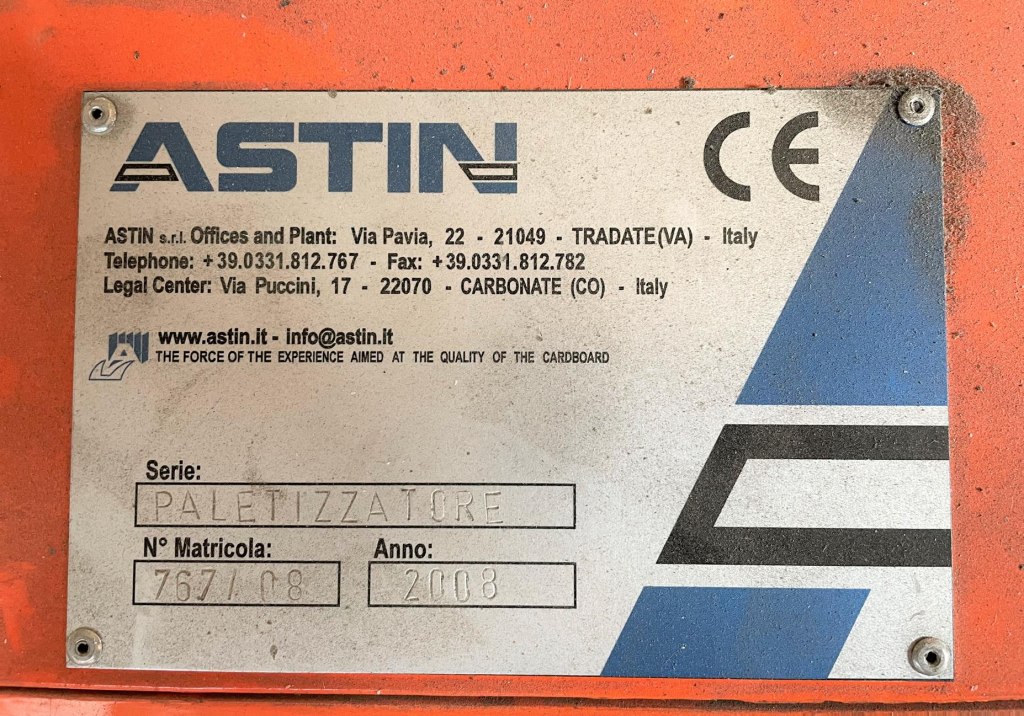 ASTIN CE
ASTIN s.r.l. Offices and Plant: Via Pavia, 22 - 21049 - TRADATE(VA) - Italy
Telephone: +39.0331.812.767 - Fax: +39.0331.812.782
Legal Center: Via Puccini, 17 - 22070 - CARBONATE (CO) - Italy
www.astin.it - info@astin.it
THE FORCE OF THE EXPERIENCE AIMED AT THE QUALITY OF THE CARDBOARD
Serie:
PALETIZZATORE
N° Matricola: Anno:
767/08 2008